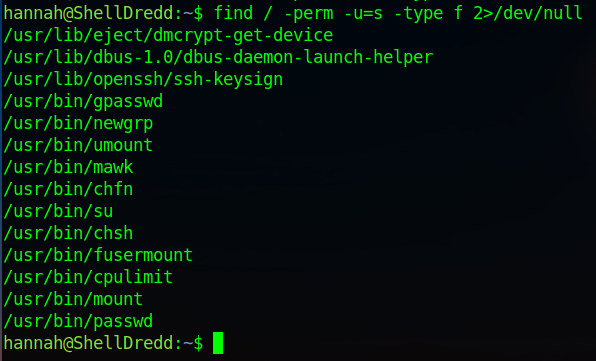 hannah@ShellDredd:~$ find / -perm -u=s -type f 2>/dev/null
/usr/lib/eject/dmcrypt-get-device
/usr/lib/dbus-1.0/dbus-daemon-launch-helper
/usr/lib/openssh/ssh-keysign
/usr/bin/gpasswd
/usr/bin/newgrp
/usr/bin/umount
/usr/bin/mawk
/usr/bin/chfn
/usr/bin/su
/usr/bin/chsh
/usr/bin/fusermount
/usr/bin/cpulimit
/usr/bin/mount
/usr/bin/passwd
hannah@ShellDredd:~$